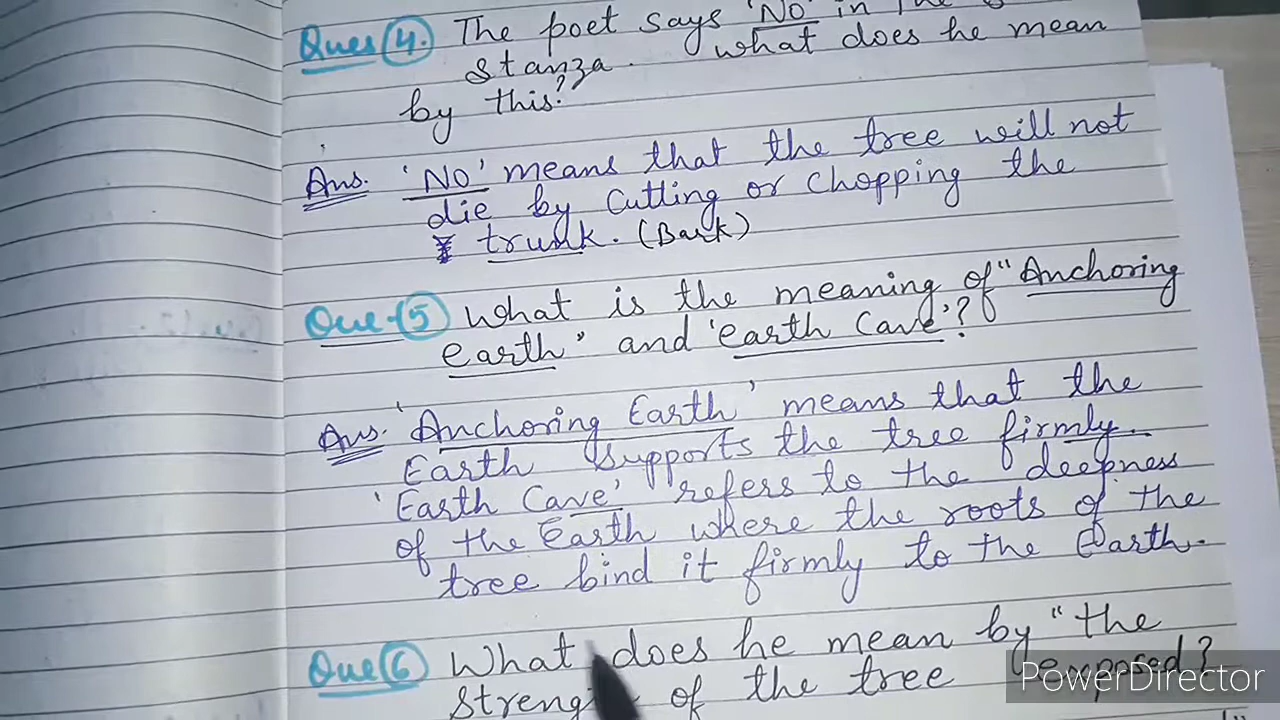 Ques (4). The poet says 'No' in the
stanza. what does he mean
by this?
Ans. 'No' means that the tree will not
die by cutting or chopping the
trunk. (Bark)
Que-(5) What is the meaning of "Anchoring
earth" and 'earth cave'?
Ans. 'Anchoring Earth' means that the
Earth supports the tree firmly.
'Earth Cave' refers to the deepness
of the Earth where the roots of the
tree bind it firmly to the Earth.
Que (6) What does he mean by "the
of the tree exposed?
PowerDirector